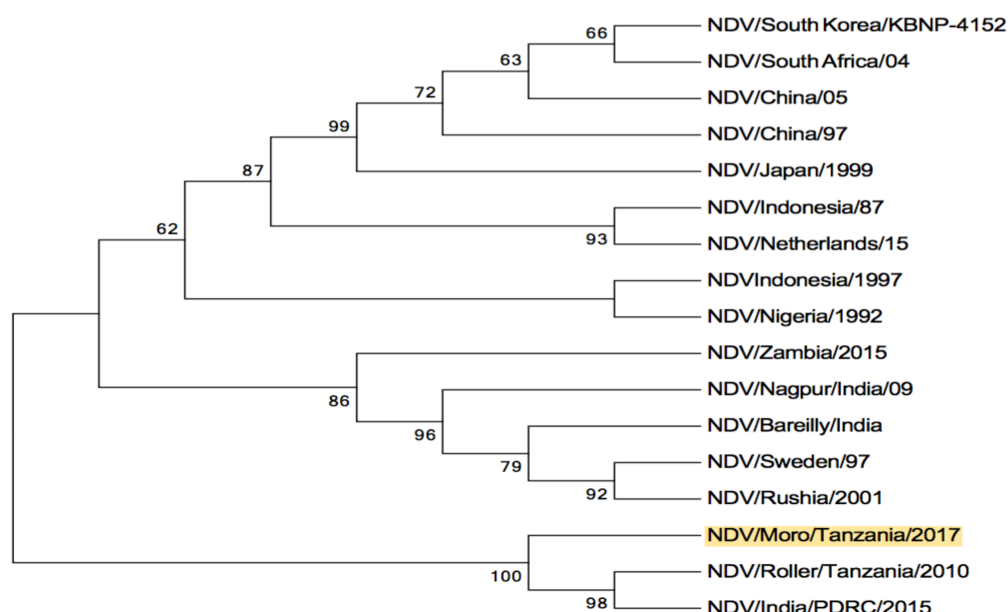 66
NDV/South Korea/KBNP-4152
63
NDV/South Africa/04
72
NDV/China/05
99
NDV/China/97
87
NDV/Japan/1999
62
NDV/Indonesia/87
93
NDV/Netherlands/15
NDVIndonesia/1997
NDV/Nigeria/1992
NDV/Zambia/2015
86
NDV/Nagpur/India/09
96
NDV/Bareilly/India
79
NDV/Sweden/97
92
NDV/Rushia/2001
NDV/Moro/Tanzania/2017
100
NDV/Roller/Tanzania/2010
98
NDV/India/PDRC/2015